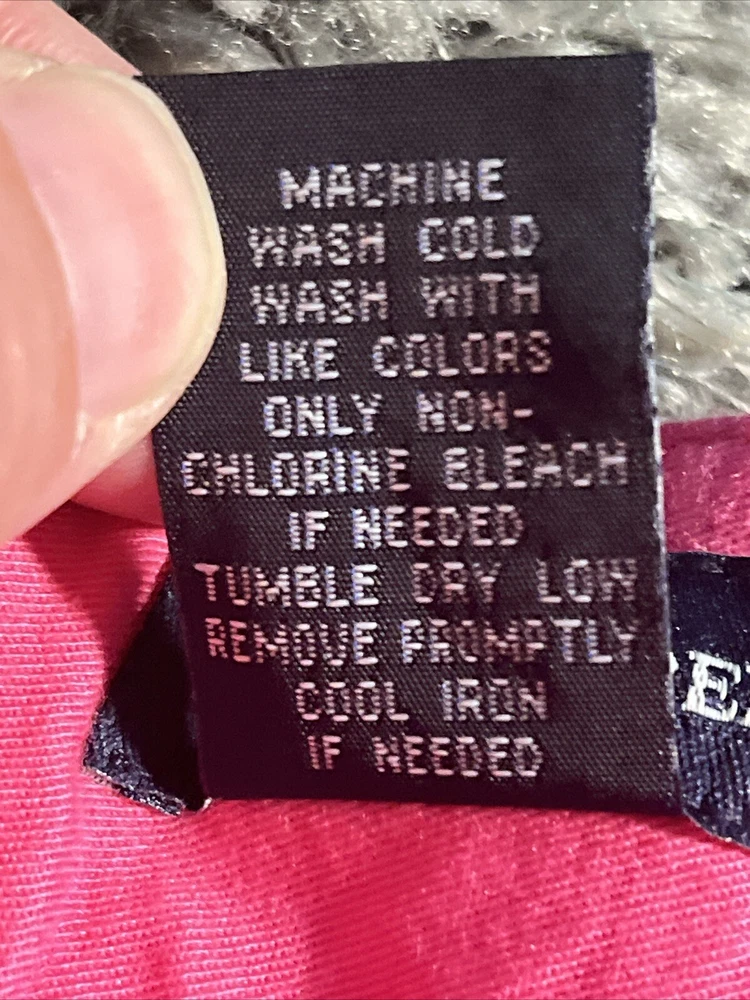 MACHINE
WASH COLD
WASH WITH
LIKE COLORS
ONLY NON-
CHLORINE BLEACH
IF NEEDED
TUMBLE DRY LOW
REMOVE PROMPTLY
COOL IRON
IF NEEDED